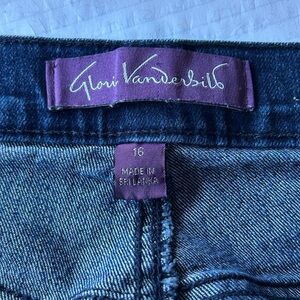 Gloria Vanderbilt
16
MADE IN
SRI LANKA